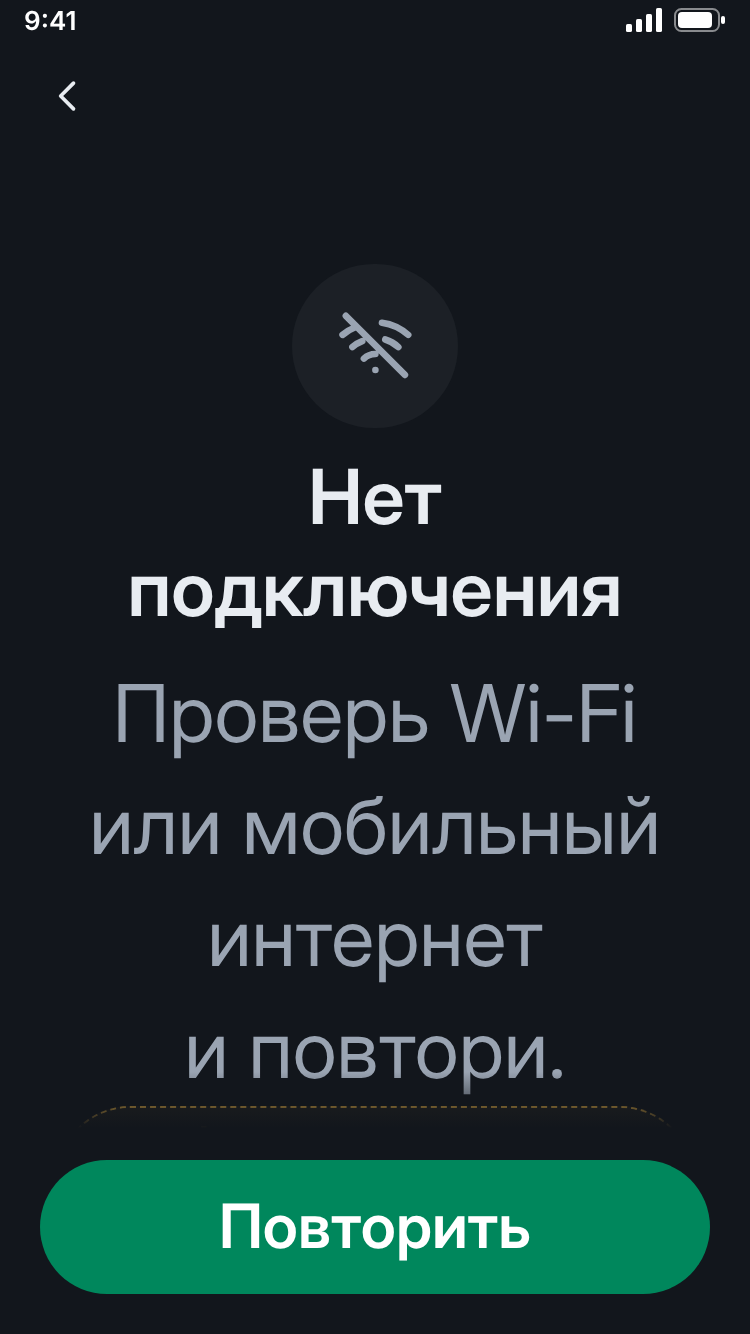 9:41
Нет
подключения
Проверь Wi-Fi
или мобильный
интернет
и повтори.
Повторить